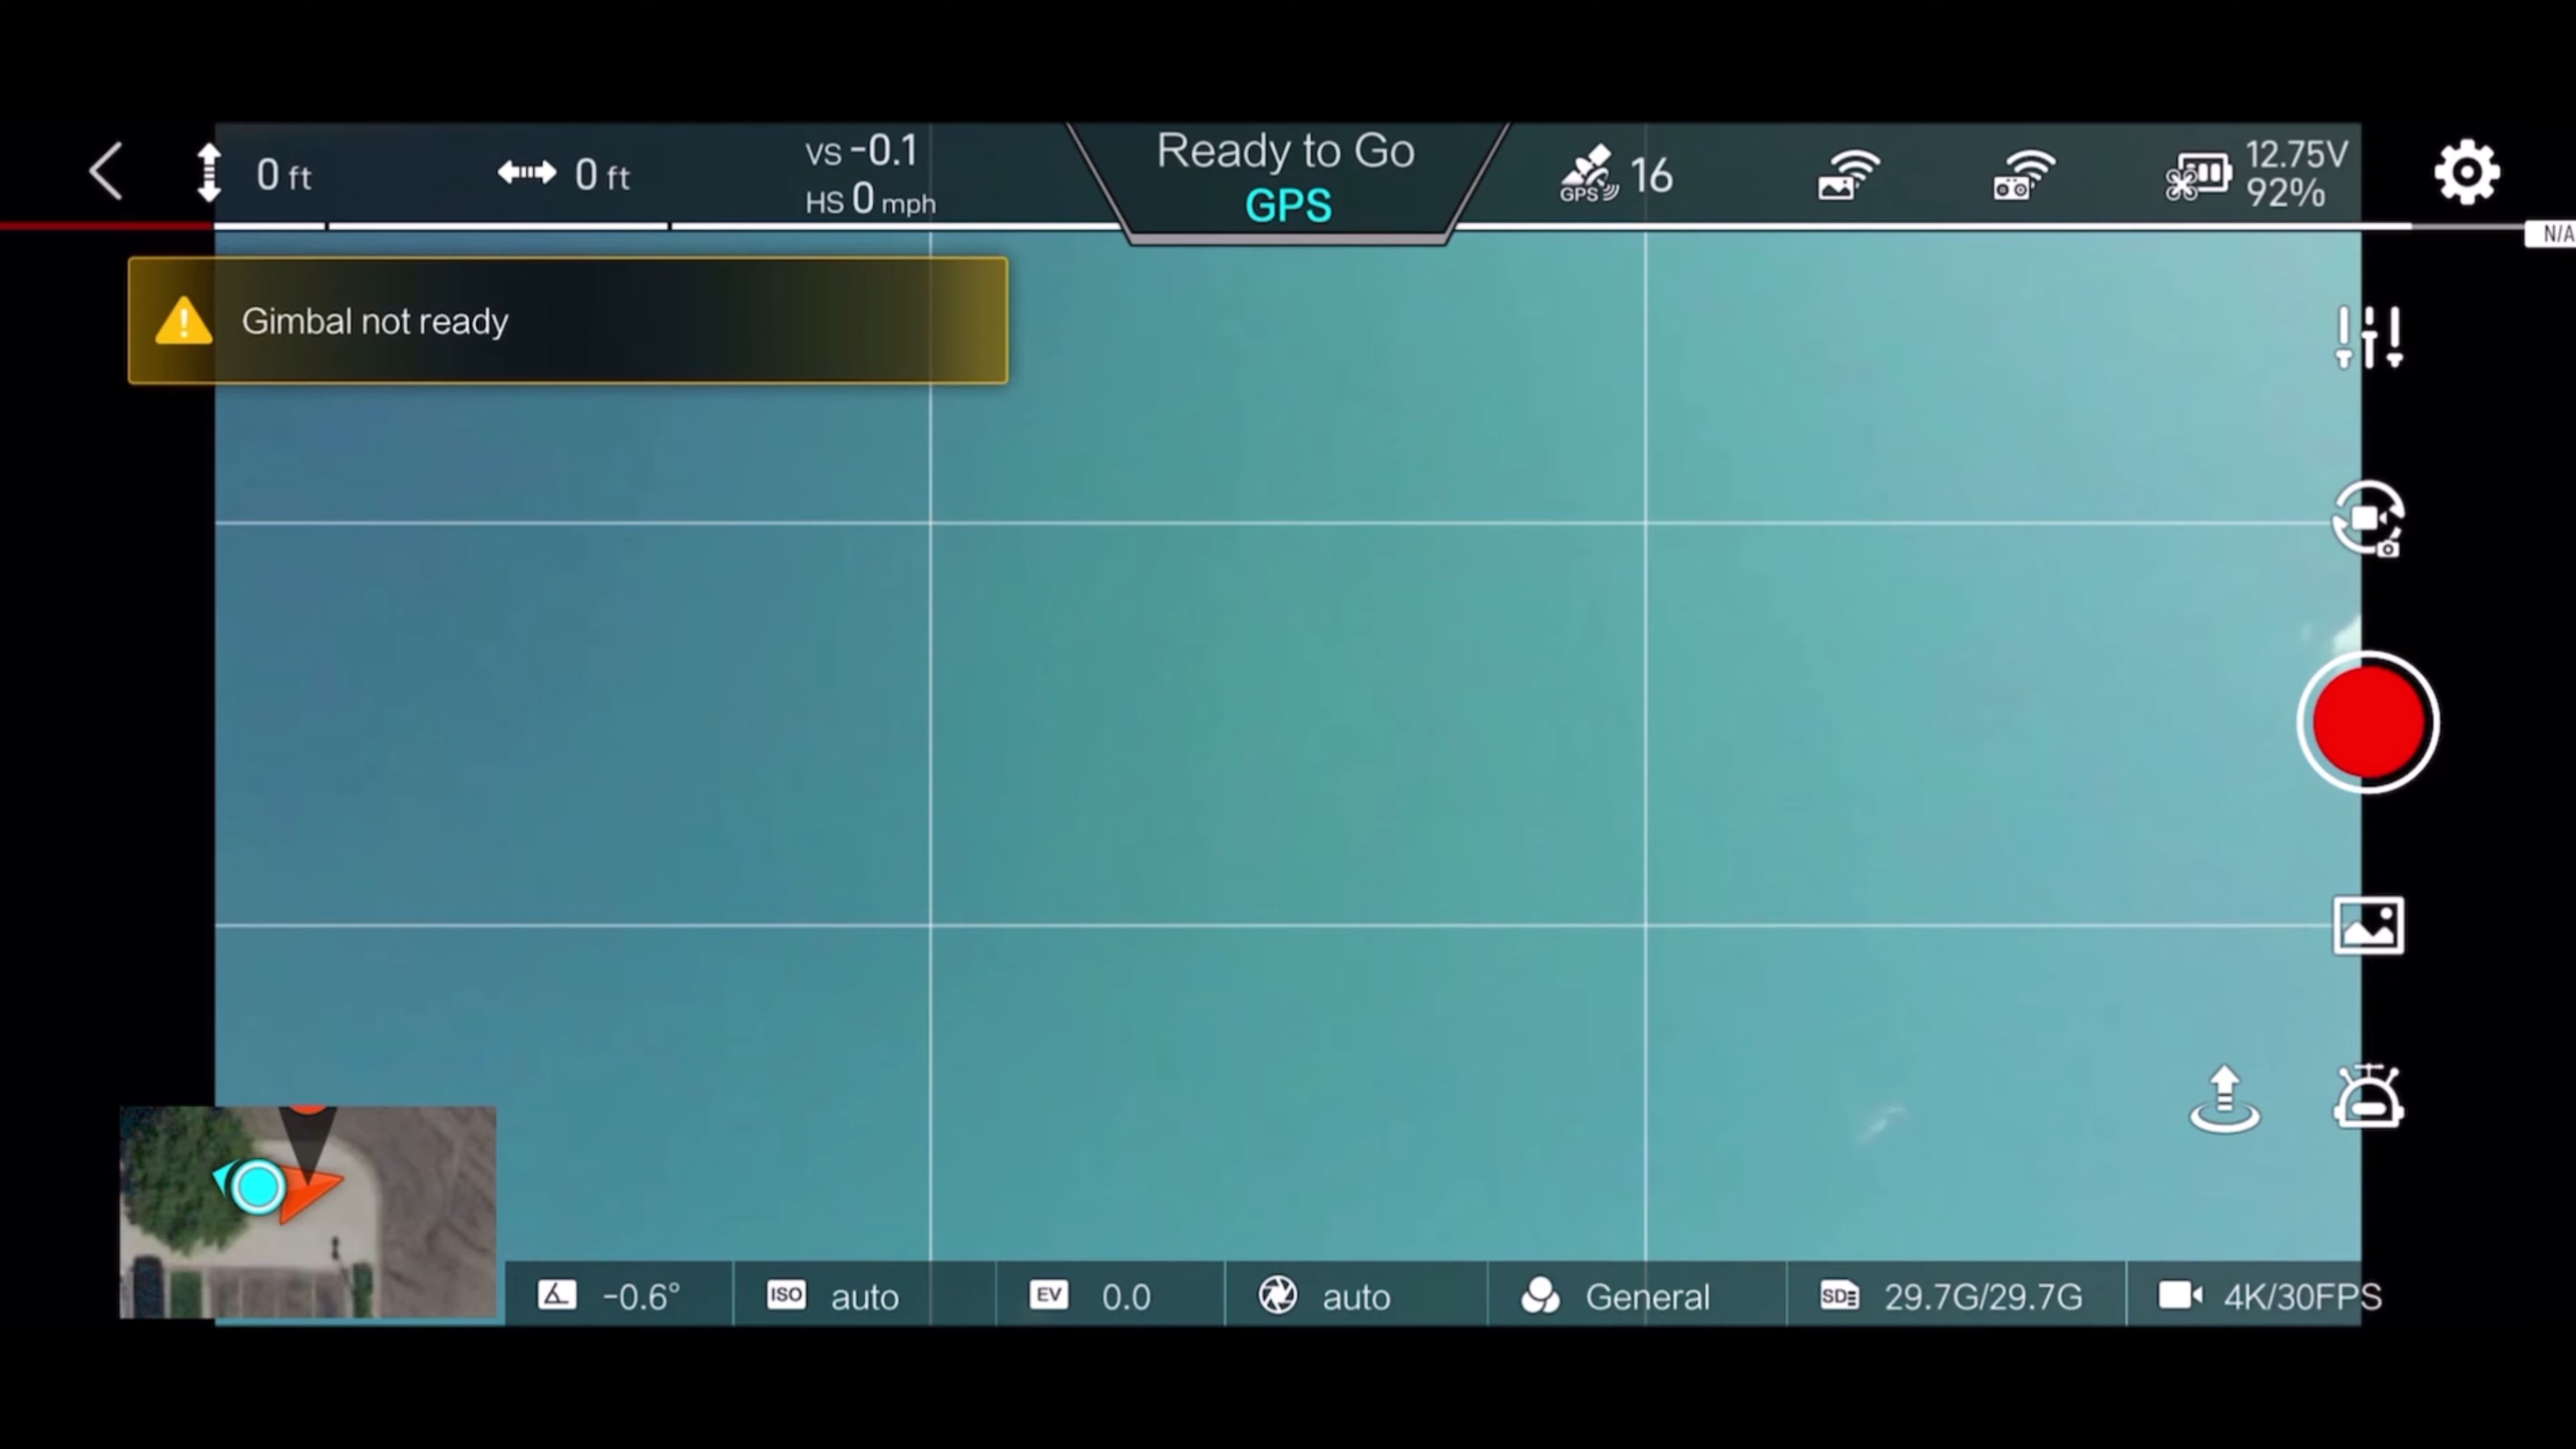 0 ft
0 ft
VS -0.1
HS 0 mph
Ready to Go
GPS
GPS
16
12.75V
92%
N/A
Gimbal not ready
-0.6°
ISO auto
EV 0.0
auto
General
SD 29.7G/29.7G
4K/30FPS